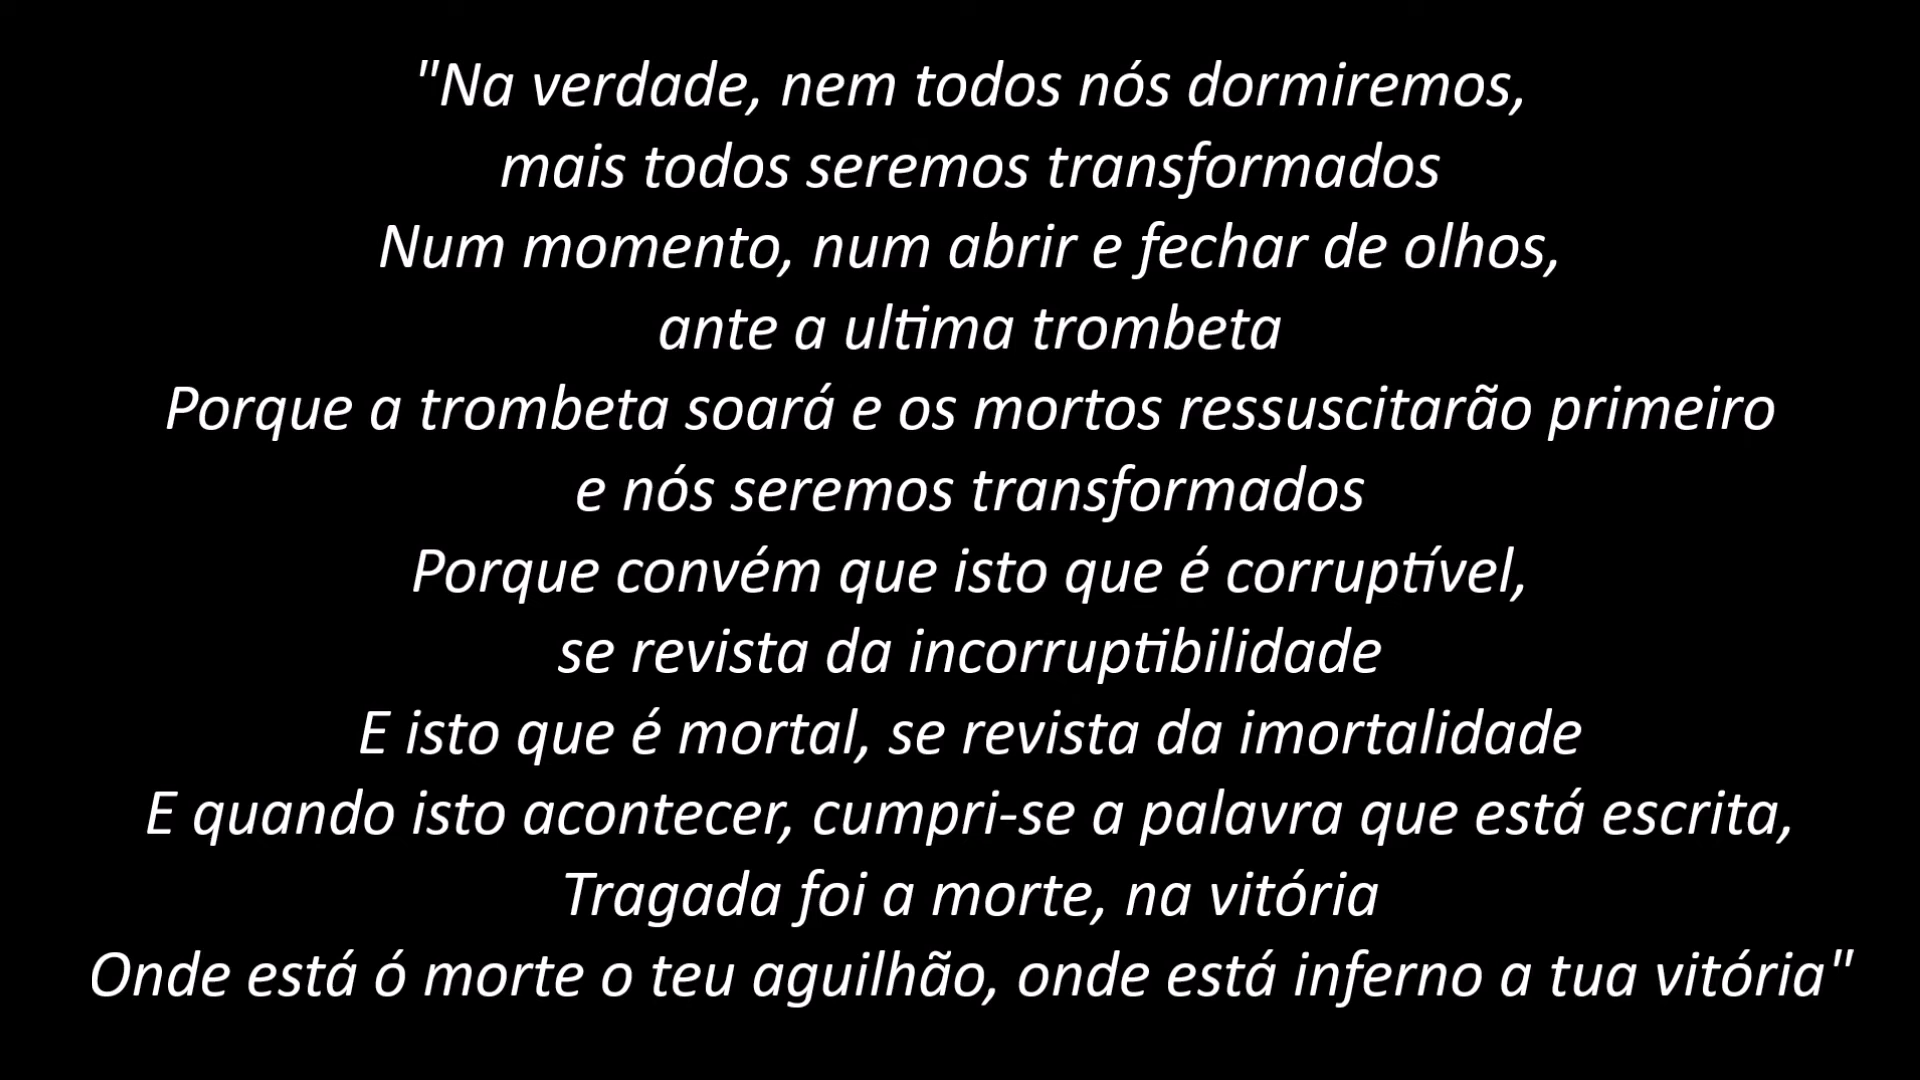 "Na verdade, nem todos nós dormiremos,
mais todos seremos transformados
Num momento, num abrir e fechar de olhos,
ante a ultima trombeta
Porque a trombeta soará e os mortos ressuscitarão primeiro
e nós seremos transformados
Porque convém que isto que é corruptível,
se revista da incorruptibilidade
E isto que é mortal, se revista da imortalidade
E quando isto acontecer, cumpri-se a palavra que está escrita,
Tragada foi a morte, na vitória
Onde está ó morte o teu aguilhão, onde está inferno a tua vitória"